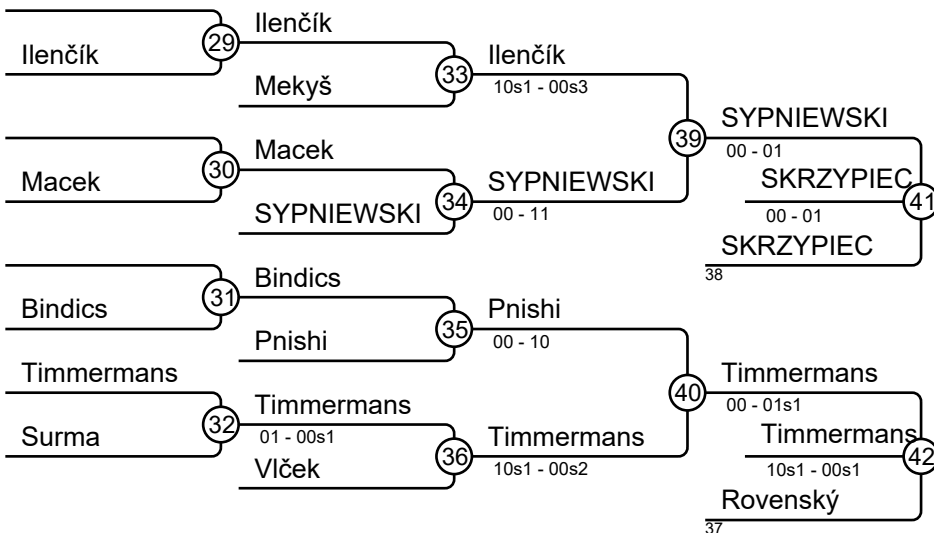 Ilenčík
29
Ilenčík
Mekyš
33
Ilenčík
10s1 - 00s3
Macek
30
Macek
SYPNIEWSKI
34
SYPNIEWSKI
00 - 11
39
SYPNIEWSKI
00 - 01
SKRZYPIEC
00 - 01
41
SKRZYPIEC
38
Bindics
31
Bindics
Pnishi
35
Pnishi
00 - 10
Timmermans
Surma
32
Timmermans
01 - 00s1
Vlček
36
Timmermans
10s1 - 00s2
40
Timmermans
00 - 01s1
Timmermans
10s1 - 00s1
42
Rovenský
37